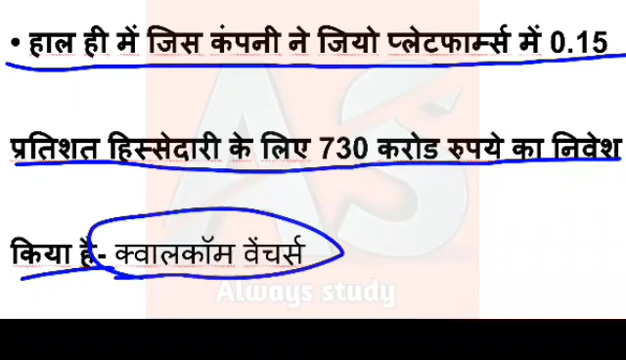 • हाल ही में जिस कंपनी ने जियो प्लेटफार्म्स में 0.15
प्रतिशत हिस्सेदारी के लिए 730 करोड रुपये का निवेश
किया है- क्वालकॉम वेंचर्स
AS
Always study